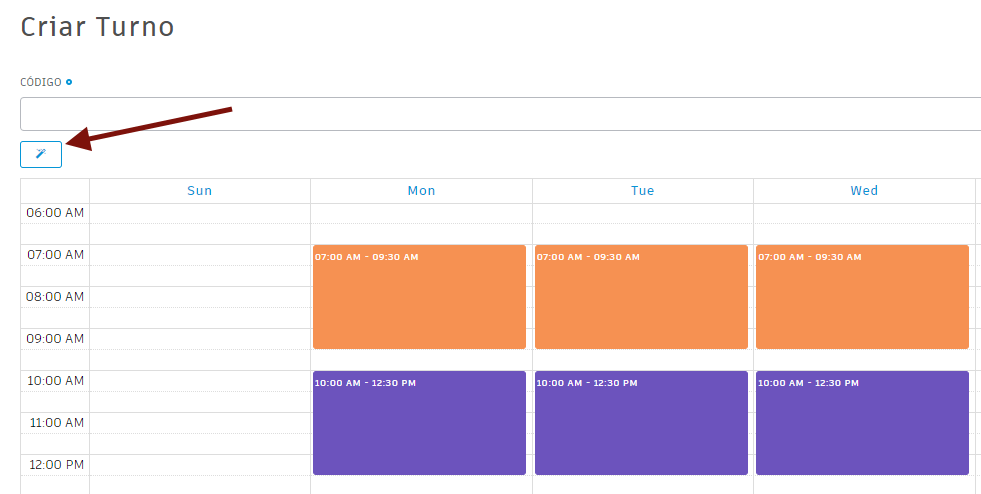 Criar Turno
CÓDIGO
Sun Mon Tue Wed
06:00 AM
07:00 AM
07:00 AM - 09:30 AM 07:00 AM - 09:30 AM 07:00 AM - 09:30 AM
08:00 AM
09:00 AM
10:00 AM
10:00 AM - 12:30 PM 10:00 AM - 12:30 PM 10:00 AM - 12:30 PM
11:00 AM
12:00 PM